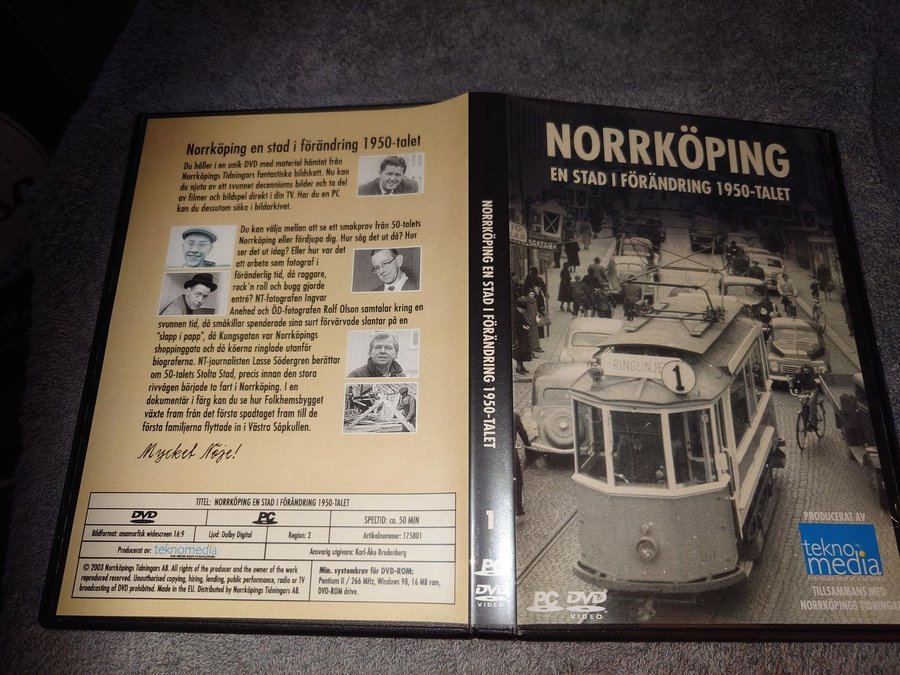 Norrköping en stad i förändring 1950-talet
Du håller i en unik DVD med material hämtat från
Norrköpings Tidningars fantastiska bildskatt. Nu kan
du njuta av ett svunnet decenniums bilder och ta del
av filmer och bildspel direkt i din TV. Har du en PC
kan du dessutom söka i bildarkivet.
Du kan välja mellan att se ett smakprov från 50-talets
Norrköping eller fördjupa dig. Hur såg det ut då? Hur
ser det ut idag? Eller hur var det
att arbeta som fotograf i
föränderlig tid, då raggare,
rock'n roll och bugg gjorde
entré? NT-fotografen Ingvar
Anehed och ÖD-fotografen Rolf Olson samtalar kring en
svunnen tid, då småkillar spenderade sina surt förvärvade slantar på en
"slapp i papp", då Kungsgatan var Norrköpings
shoppinggata och då köerna ringlade utanför
biograferna. NT-journalisten Lasse Södergren berättar
om 50-talets Stolta Stad, precis innan den stora
rivvågen började ta fart i Norrköping. I en
dokumentär i färg kan du se hur Folkhemsbygget
växte fram från det första spadtaget fram till de
första familjerna flyttade in i Västra Såpkullen.
Mycket Nöje!
TITEL: NORRKÖPING EN STAD I FÖRÄNDRING 1950-TALET
DVD PC SPELTID: ca. 50 MIN
Bildformat: anamorfisk widescreen 16:9 Ljud: Dolby Digital Region: 2 Artikelnummer: 175801
Producerat av: teknomedia Ansvarig utgivare: Karl-Åke Bredenberg
© 2003 Norrköpings Tidningars AB. All rights of the producer and the owner of the work
reproduced reserved. Unauthorised copying, hiring, lending, public performance, radio or TV
broadcasting of DVD prohibited. Made in the EU. Distributed by Norrköpings Tidningars AB.
Min. systemkrav för DVD-ROM:
Pentium II / 266 MHz, Windows 98, 16 MB ram,
DVD-ROM drive.
NORRKÖPING EN STAD I FÖRÄNDRING 1950-TALET
1
PC
DVD
VIDEO
NORRKÖPING
EN STAD I FÖRÄNDRING 1950-TALET
RINGLINJE 1
PRODUCERAT AV
tekno
media
TILLSAMMANS MED
NORRKÖPINGS TIDNINGAR
PC DVD
VIDEO